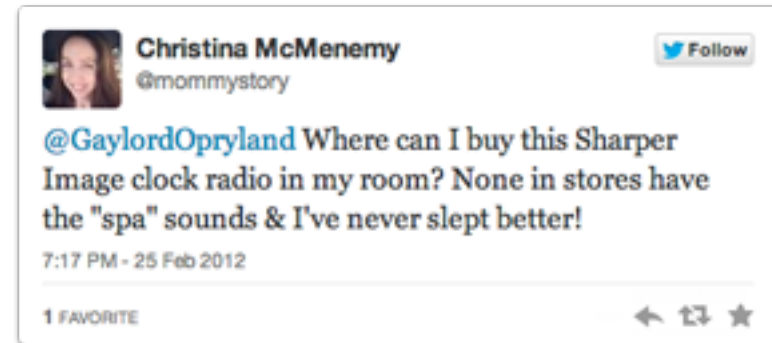 Christina McMenemy
Follow
@mommystory
@GaylordOpryland Where can I buy this Sharper
Image clock radio in my room? None in stores have
the "spa" sounds & I've never slept better!
7:17 PM - 25 Feb 2012
1 FAVORITE